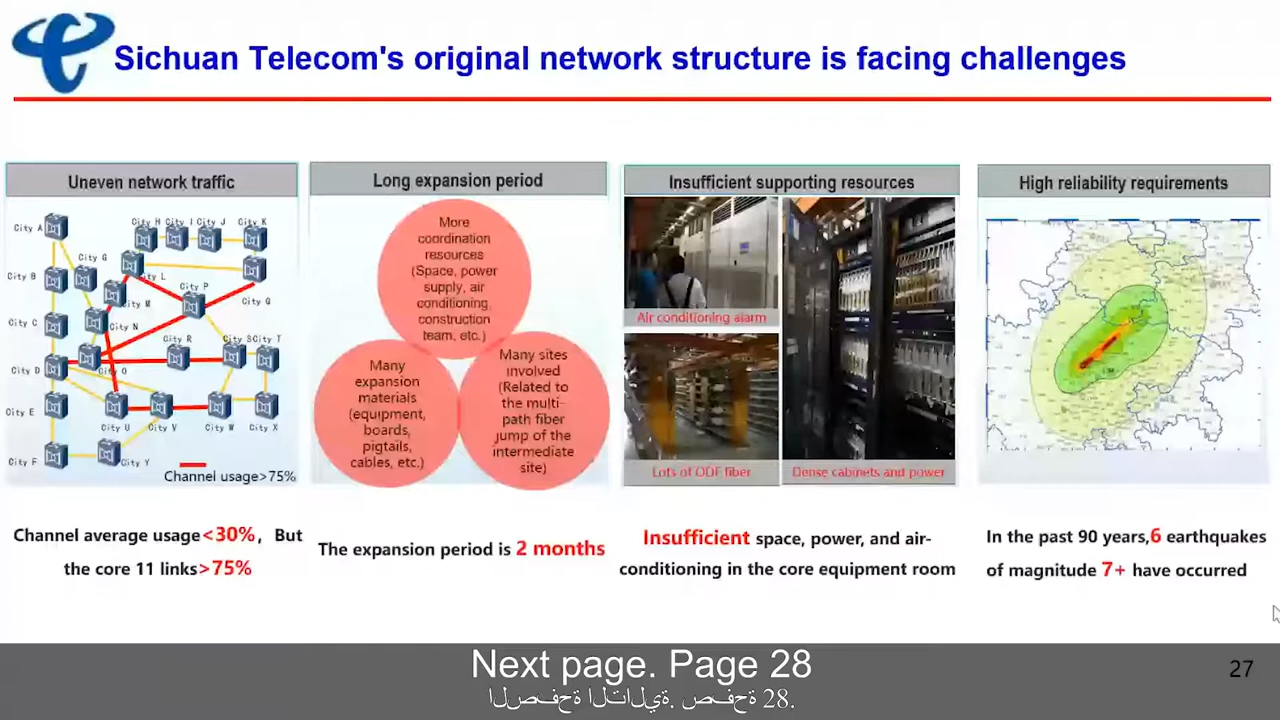 Sichuan Telecom's original network structure is facing challenges
Uneven network traffic
City A
City B
City C
City D
City E
City F
City G
City H
City I
City J
City K
City L
City M
City N
City O
City P
City Q
City R
City S
City T
City U
City V
City W
City X
City Y
Channel usage>75%
Channel average usage<30%, But
the core 11 links>75%
Long expansion period
More
coordination
resources
(Space, power
supply, air
conditioning,
construction
team, etc.)
Many
expansion
materials
(equipment,
boards,
pigtails,
cables, etc.)
Many sites
involved
(Related to
the multi-
path fiber
jump of the
intermediate
site)
The expansion period is 2 months
Insufficient supporting resources
Air conditioning alarm
Lots of ODF fiber
Dense cabinets and power
Insufficient space, power, and air-
conditioning in the core equipment room
High reliability requirements
In the past 90 years,6 earthquakes
of magnitude 7+ have occurred
Next page. Page 28
الصفحة التالية. صفحة 28.
27